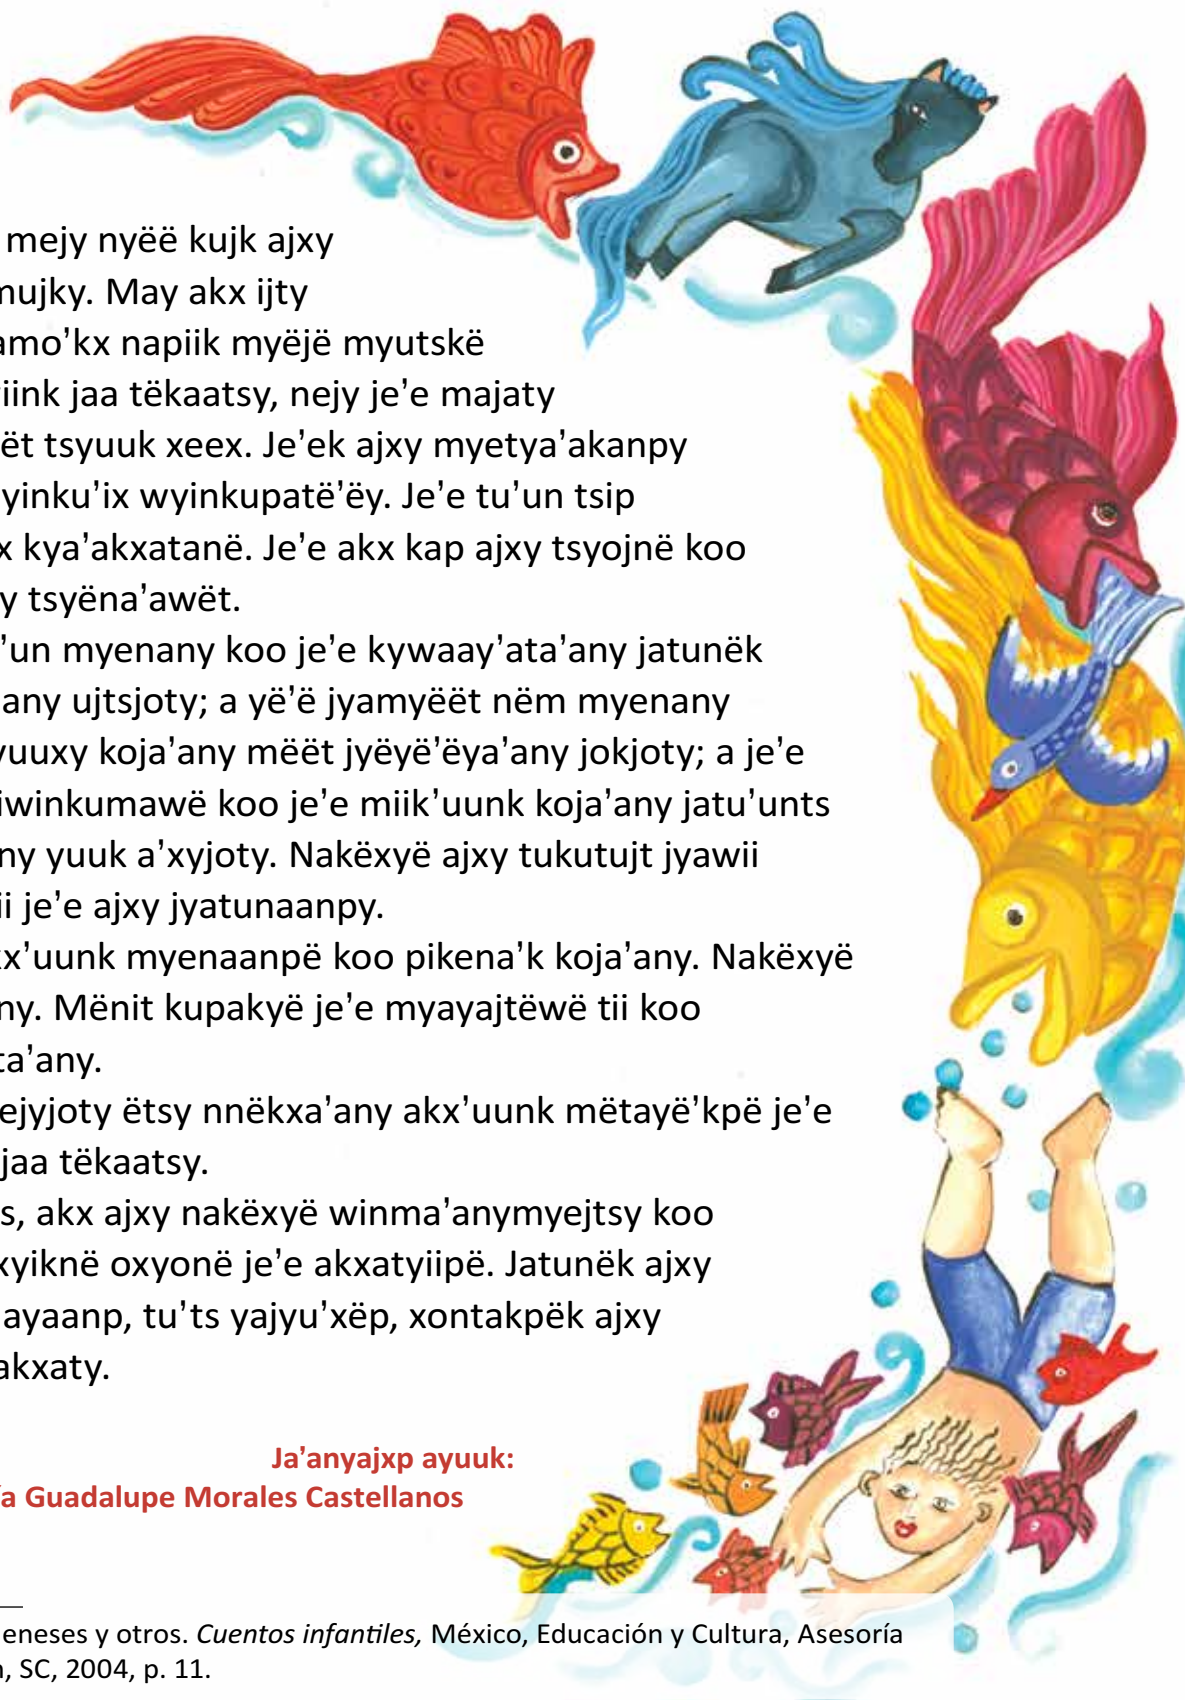 mejy nyëë kujk ajxy
mujky. May akx ijty
amo'kx napiik myëjë myutskë
riink jaa tëkaatsy, nejy je'e majaty
ët tsyuuk xeex. Je'ek ajxy myetya'akanpy
yinku'ix wyinkupatë'ëy. Je'e tu'un tsip
x kya'akxatanë. Je'e akx kap ajxy tsyojnë koo
y tsyëna'awët.
'un myenany koo je'e kywaay'ata'any jatunëk
any ujtsjoty; a yë'ë jyamyëët nëm myenany
yuuxy koja'any mëët jyëyë'ëya'any jokjoty; a je'e
iwinkumawë koo je'e miik'uunk koja'any jatu'unts
ny yuuk a'xyjoty. Nakëxyë ajxy tukutujt jyawii
ii je'e ajxy jyatunaanpy.
kx'uunk myenaanpë koo pikena'k koja'any. Nakëxyë
ny. Mënit kupakyë je'e myayajtëwë tii koo
ta'any.
ejyjoty ëtsy nnëkxa'any akx'uunk mëtayë'kpë je'e
jaa tëkaatsy.
s, akx ajxy nakëxyë winma'anymyejtsy koo
xyiknë oxyonë je'e akxatyiipë. Jatunëk ajxy
ayaanp, tu'ts yajyu'xëp, xontakpëk ajxy
akxaty.
Ja'anyajxp ayuuk:
ía Guadalupe Morales Castellanos
eneses y otros. Cuentos infantiles, México, Educación y Cultura, Asesoría
n, SC, 2004, p. 11.